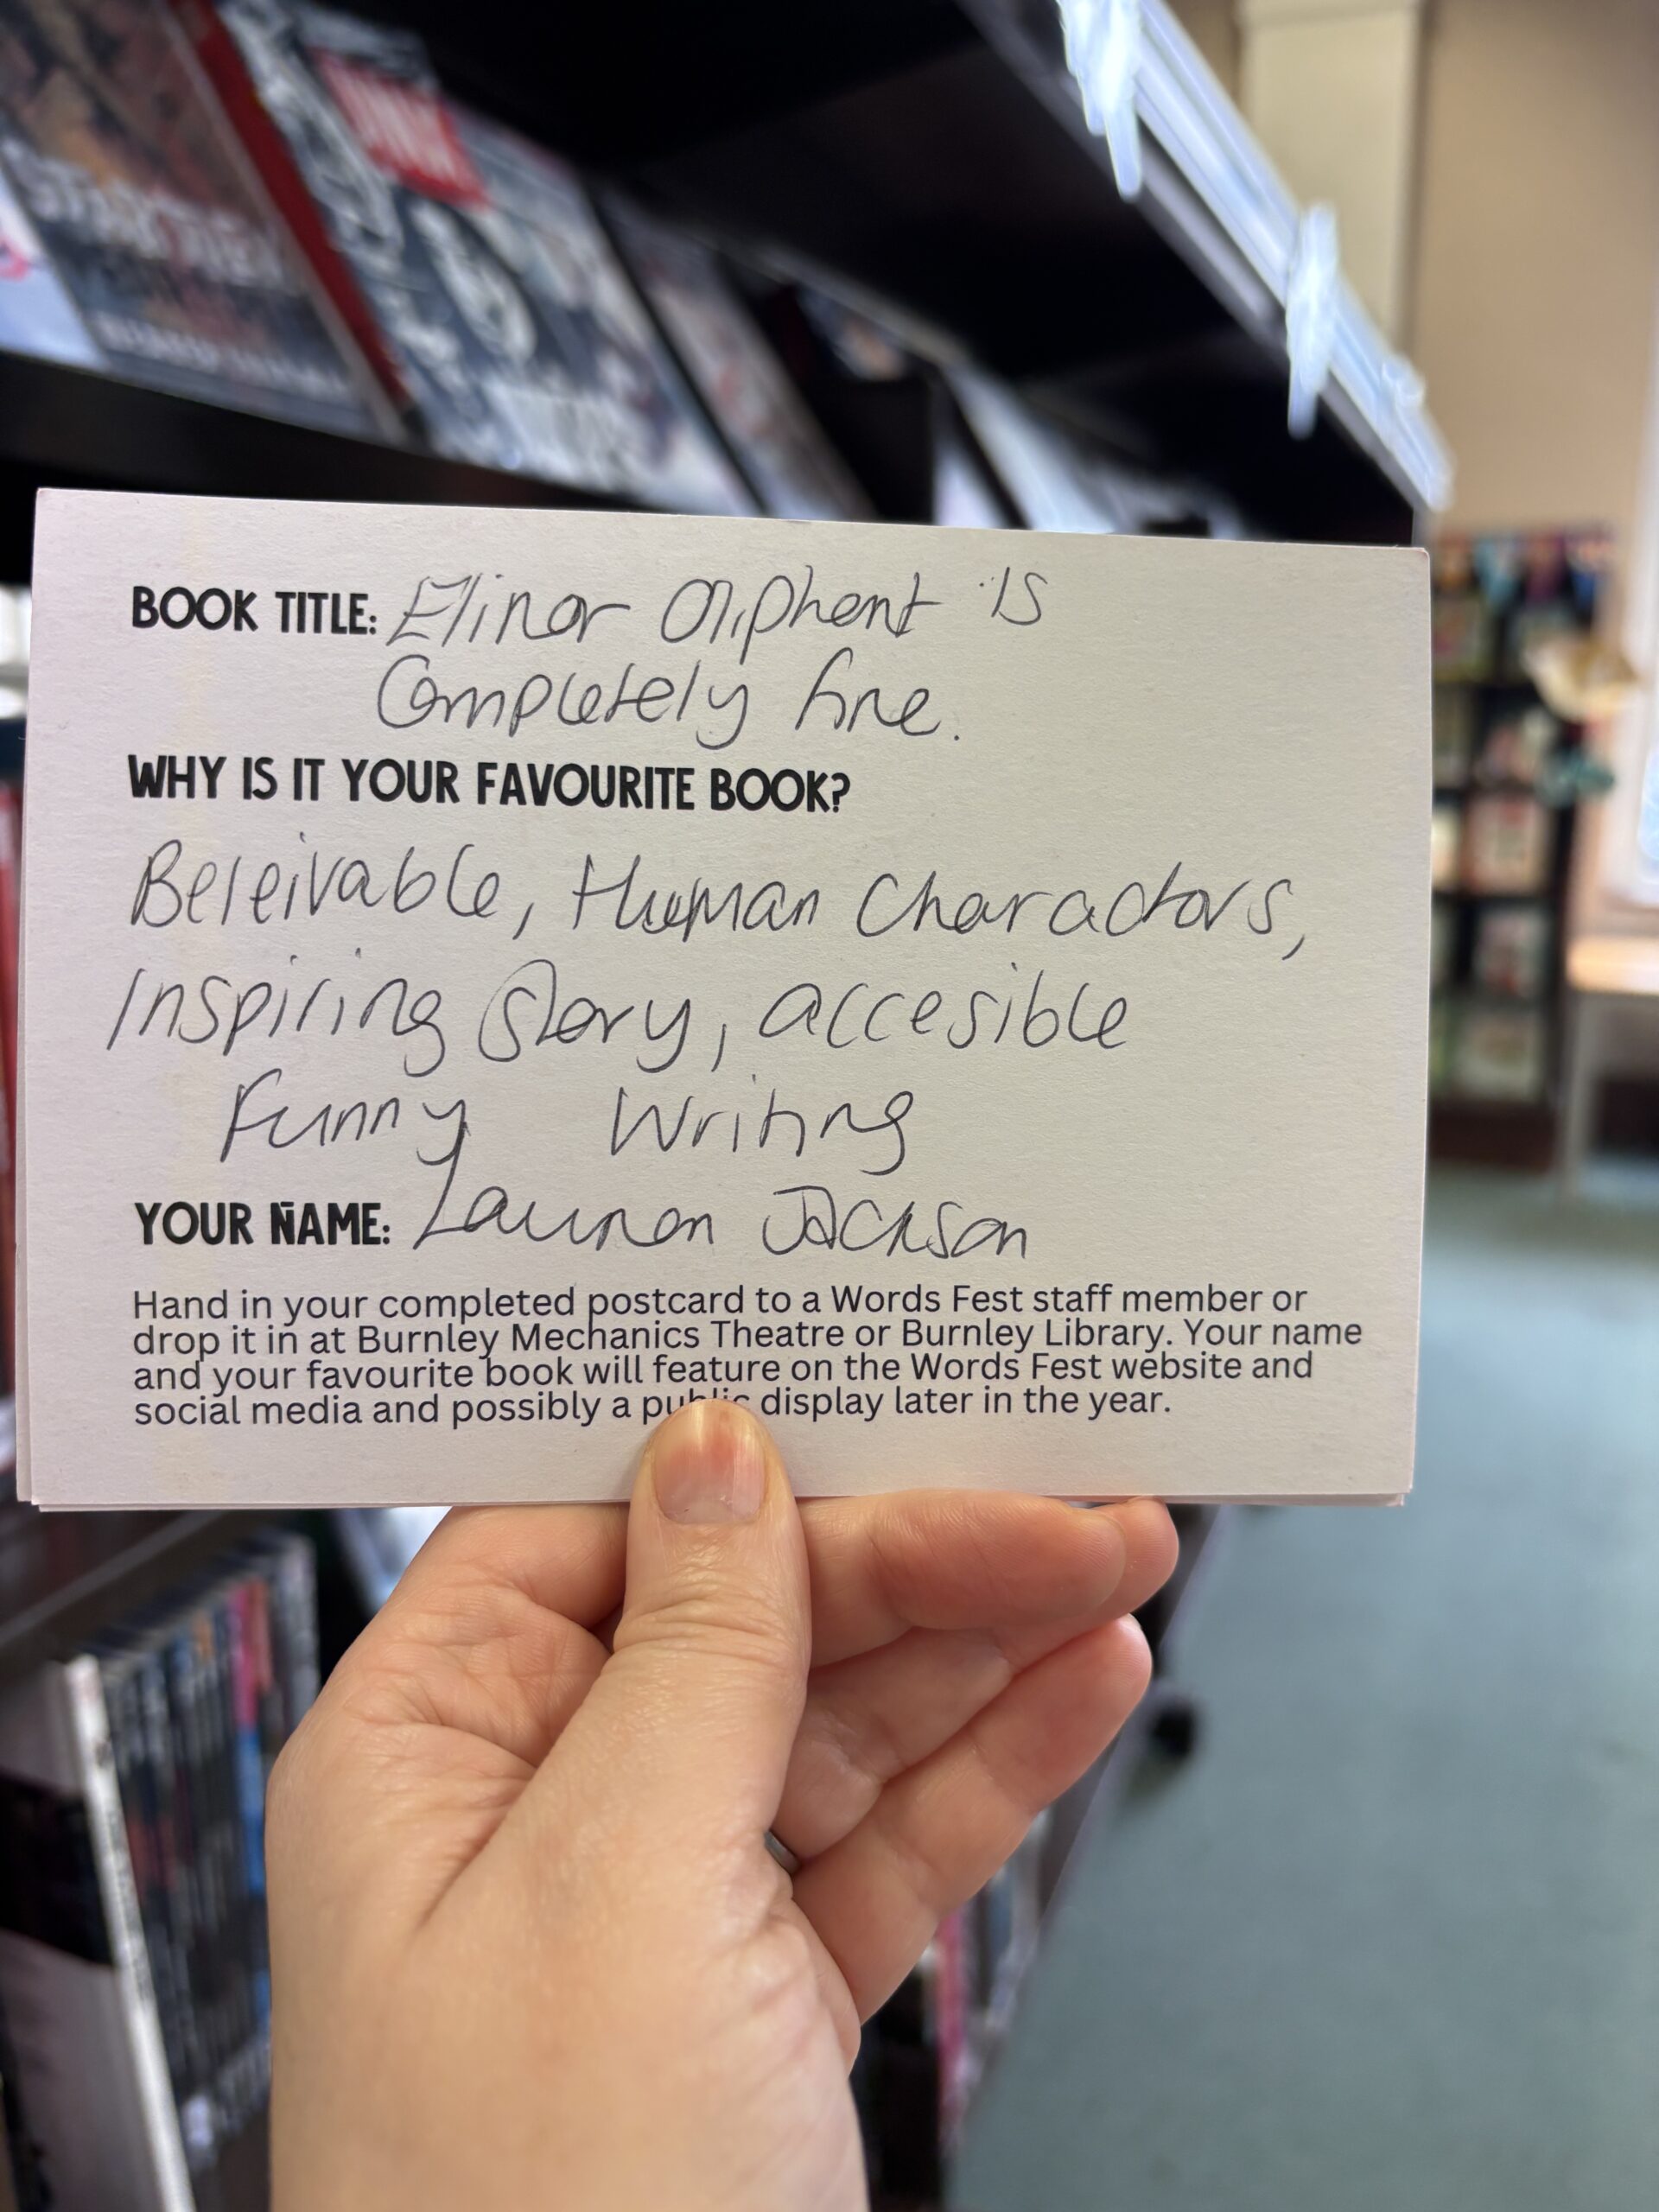 BOOK TITLE: Elinor Oliphent is
Completely fine.
WHY IS IT YOUR FAVOURITE BOOK?
Beleivable, Human Charactors,
Inspiring Story, accesible
Funny Writing
YOUR NAME: Lauren Jackson
Hand in your completed postcard to a Words Fest staff member or
drop it in at Burnley Mechanics Theatre or Burnley Library. Your name
and your favourite book will feature on the Words Fest website and
social media and possibly a public display later in the year.